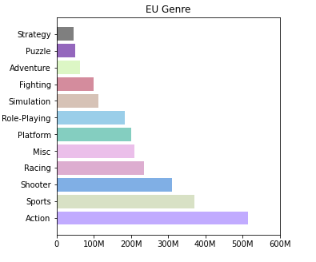 EU Genre
Strategy
Puzzle
Adventure
Fighting
Simulation
Role-Playing
Platform
Misc
Racing
Shooter
Sports
Action
0 100M 200M 300M 400M 500M 600M